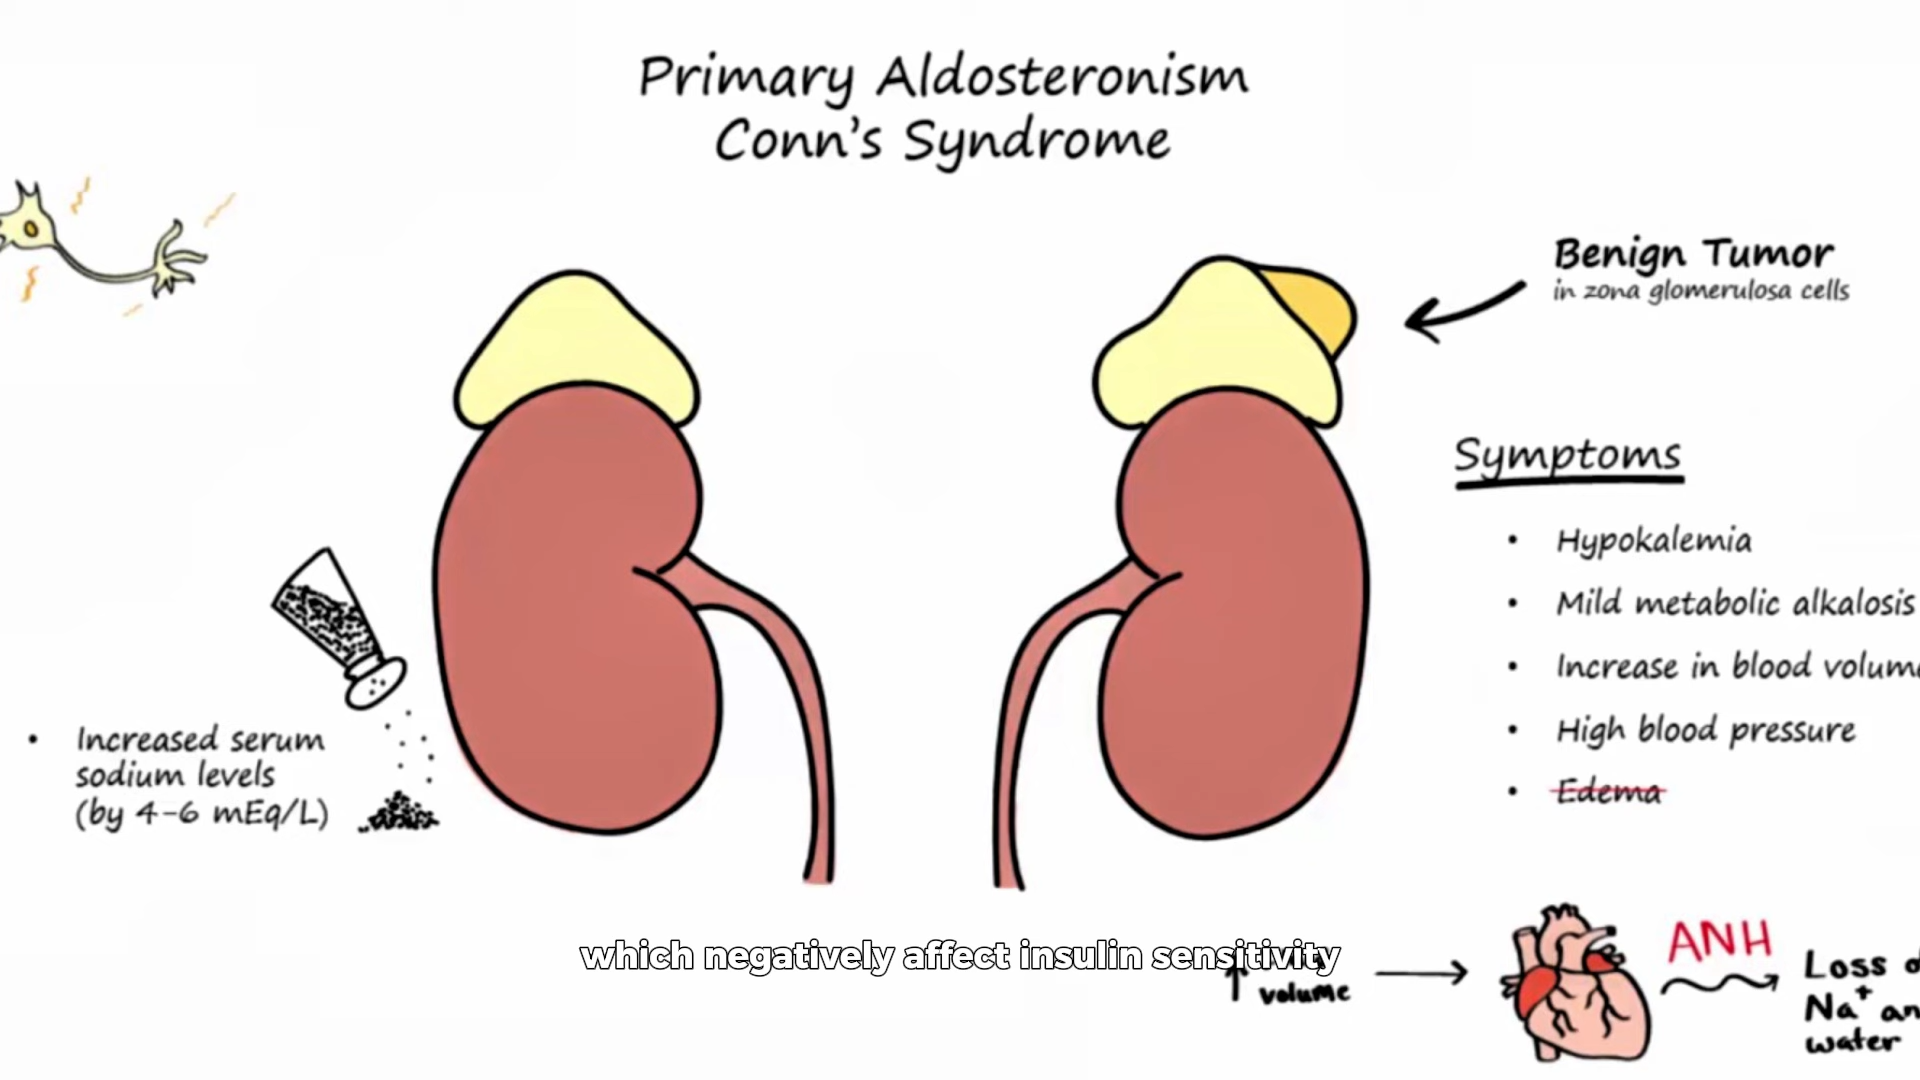 Primary Aldosteronism
Conn's Syndrome
Benign Tumor
in zona glomerulosa cells
Symptoms
• Hypokalemia
• Mild metabolic alkalosis
• Increase in blood
• High blood pressure
• Edema
• Increased serum
sodium levels
(by 4-6 mEq/L)
which negatively affect insulin sensitivity
↑
volume
ANH
Loss
Na+
water